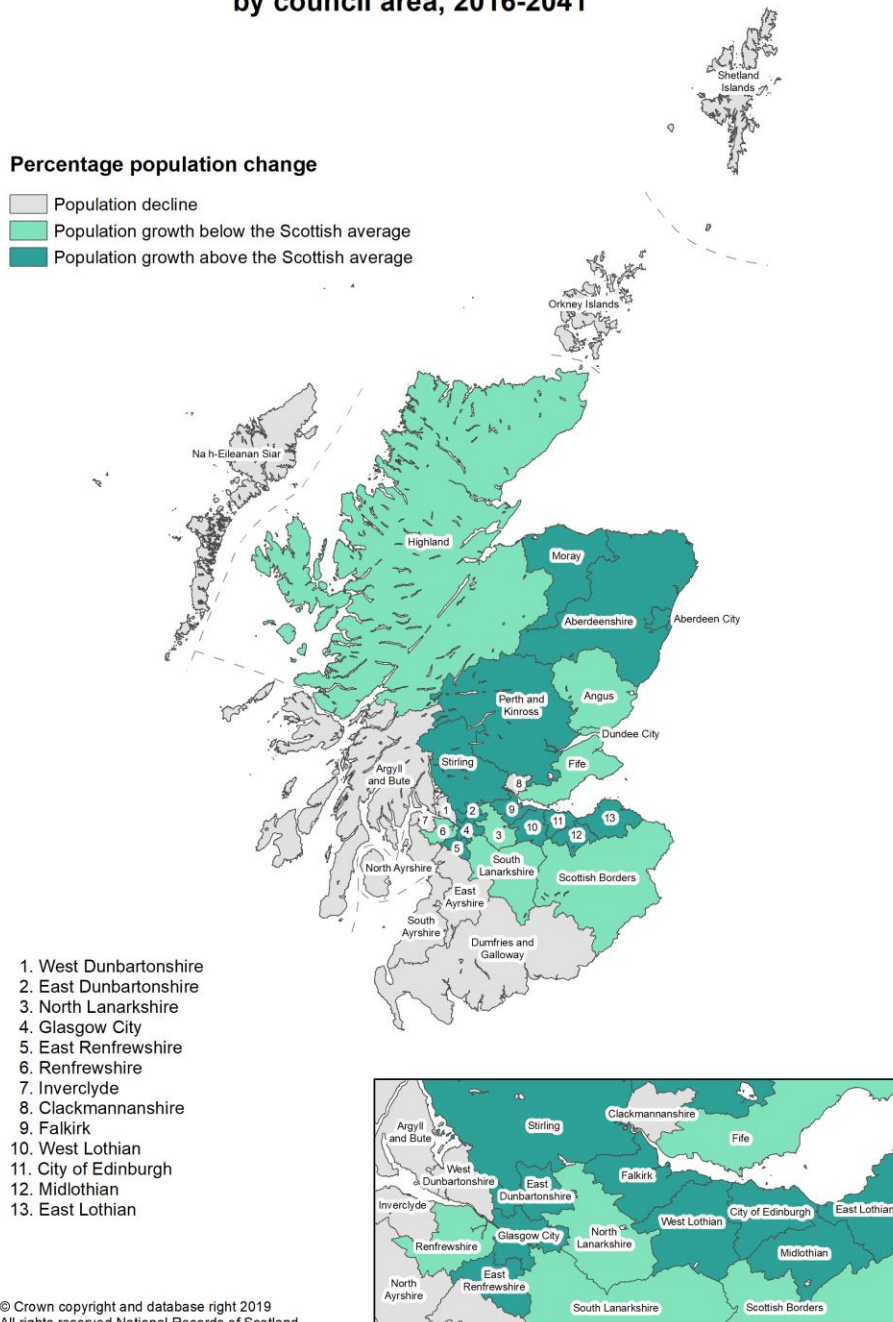 by council area, 2016-2041
Shetland
Islands
Percentage population change
Population decline
Population growth below the Scottish average
Population growth above the Scottish average
Orkney Islands
Na h-Eileanan Siar
Highland
Moray
Aberdeenshire
Aberdeen City
Perth and
Kinross
Angus
Dundee City
Stirling
Fife
Argyll
and Bute
8
1
2
9
7
6
4
3
10
11
12
13
5
North Ayrshire
South
Lanarkshire
Scottish Borders
East
Ayrshire
South
Ayrshire
Dumfries and
Galloway
1. West Dunbartonshire
2. East Dunbartonshire
3. North Lanarkshire
4. Glasgow City
5. East Renfrewshire
6. Renfrewshire
7. Inverclyde
8. Clackmannanshire
9. Falkirk
10. West Lothian
11. City of Edinburgh
12. Midlothian
13. East Lothian
Argyll
and Bute
Stirling
Clackmannanshire
Fife
West
Dunbartonshire
East
Dunbartonshire
Falkirk
Inverclyde
Renfrewshire
Glasgow City
North
Lanarkshire
West Lothian
City of Edinburgh
East Lothian
Midlothian
North
Ayrshire
East
Renfrewshire
South Lanarkshire
Scottish Borders
© Crown copyright and database right 2019
All rights reserved National Records of Scotland